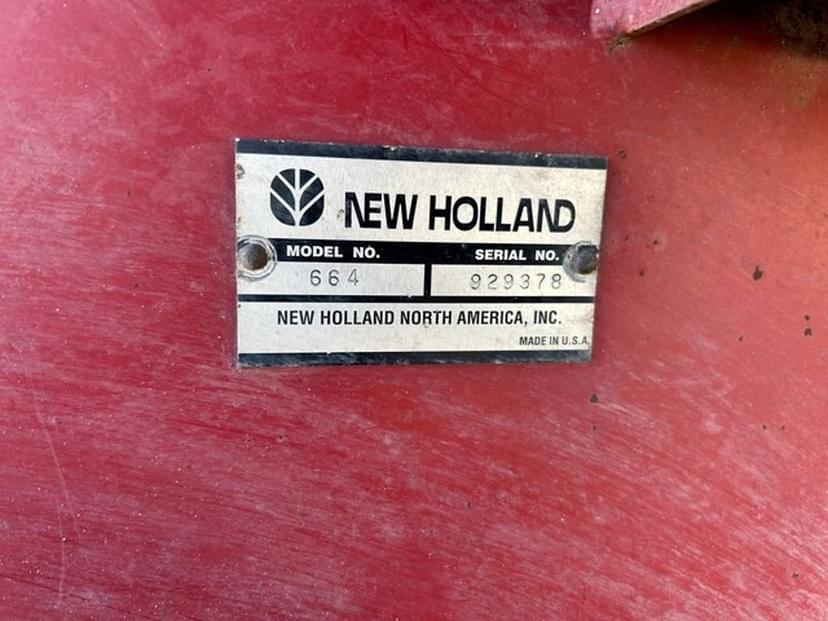 NEW HOLLAND
MODEL NO. SERIAL NO.
664 929378
NEW HOLLAND NORTH AMERICA, INC.
MADE IN U.S.A.